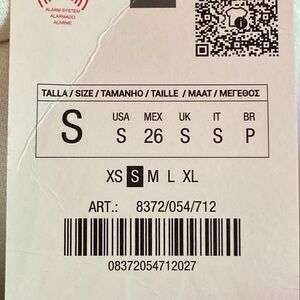 ALARM SYSTEM
ALARMADO
ALARME
TALLA / SIZE / TAMANHO / TAILLE / MAAT / ΜΕΓΕΘΟΣ
S USA MEX UK IT BR
S 26 S S P
XS S M L XL
ART.: 8372/054/712
08372054712027